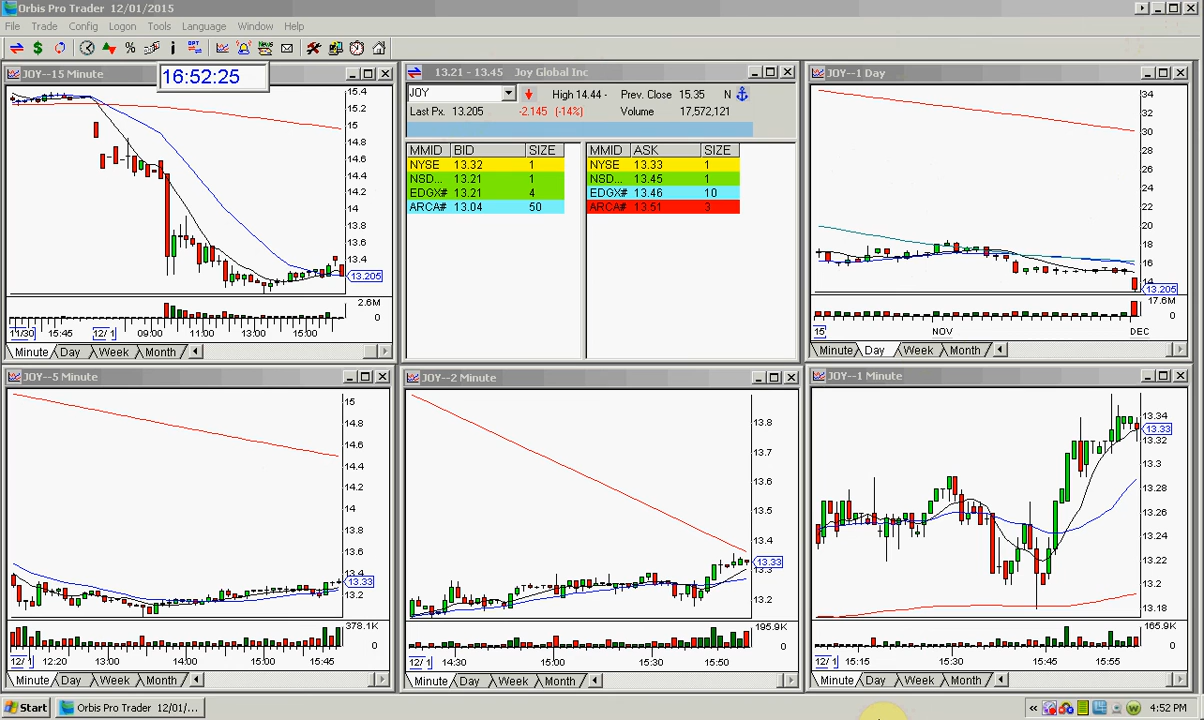 Orbis Pro Trader 12/01/2015
File Trade Config Logon Tools Language Window Help
JOY--15 Minute
16:52:25
15.4
15.2
15
14.8
14.6
14.4
14.2
14
13.8
13.6
13.4
13.205
2.6M
0
11/30 15:45 12/ 1 09:00 11:00 13:00 15:00
Minute Day Week Month
13.21 - 13.45 Joy Global Inc
JOY High 14.44 - Prev. Close 15.35 N
Last Px. 13.205 -2.145 (-14%) Volume 17,572,121
MMID BID SIZE MMID ASK SIZE
NYSE 13.32 1 NYSE 13.33 1
NSD... 13.21 1 NSD... 13.45 1
EDGX# 13.21 4 EDGX# 13.46 10
ARCA# 13.04 50 ARCA# 13.51 3
JOY--1 Day
34
32
30
28
26
24
22
20
18
16
14
13.205
17.6M
0
15 NOV DEC
Minute Day Week Month
JOY--5 Minute
15
14.8
14.6
14.4
14.2
14
13.8
13.6
13.4
13.33
13.2
378.1K
0
12/ 1 12:20 13:00 14:00 15:00 15:45
Minute Day Week Month
JOY--2 Minute
13.8
13.7
13.6
13.5
13.4
13.33
13.3
13.2
195.9K
0
12/ 1 14:30 15:00 15:30 15:50
Minute Day Week Month
JOY--1 Minute
13.34
13.33
13.32
13.3
13.28
13.26
13.24
13.22
13.2
13.18
165.9K
0
12/ 1 15:15 15:30 15:45 15:55
Minute Day Week Month
Start Orbis Pro Trader 12/01/... 4:52 PM